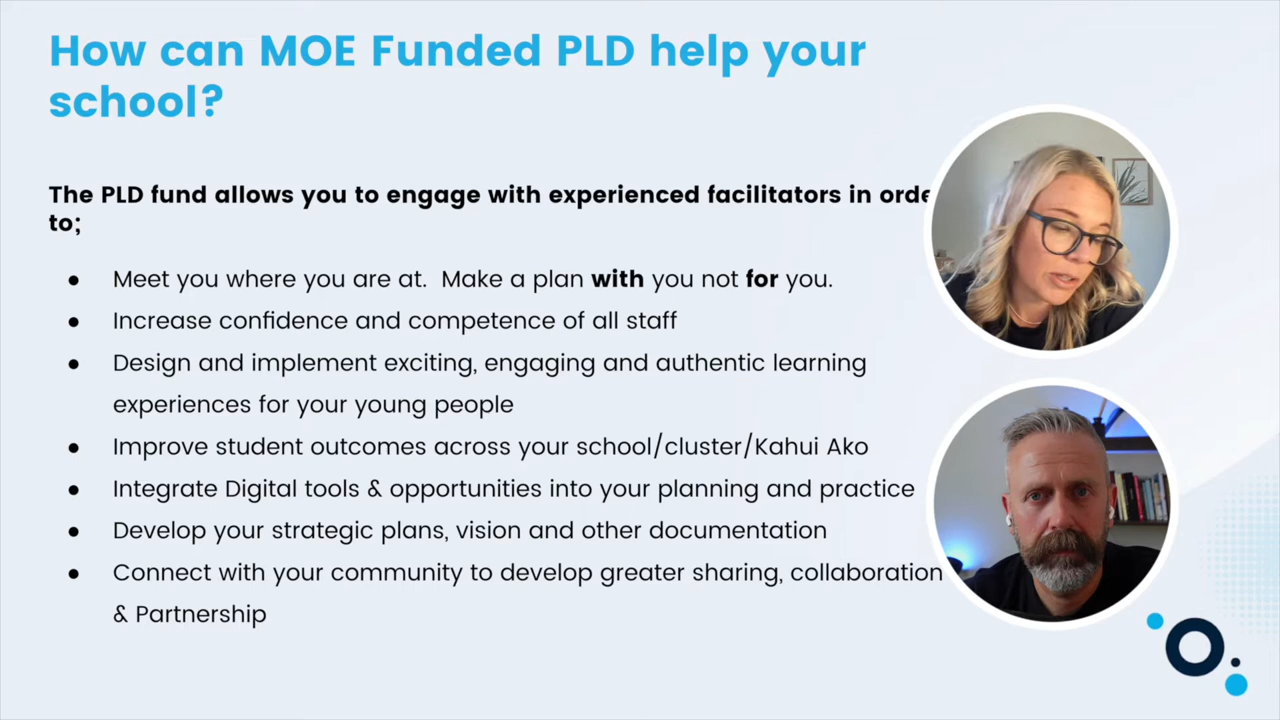 How can MOE Funded PLD help your
school?
The PLD fund allows you to engage with experienced facilitators in orde
to;
● Meet you where you are at.  Make a plan with you not for you.
● Increase confidence and competence of all staff
● Design and implement exciting, engaging and authentic learning
experiences for your young people
● Improve student outcomes across your school/cluster/Kahui Ako
● Integrate Digital tools & opportunities into your planning and practice
● Develop your strategic plans, vision and other documentation
● Connect with your community to develop greater sharing, collaboration
& Partnership